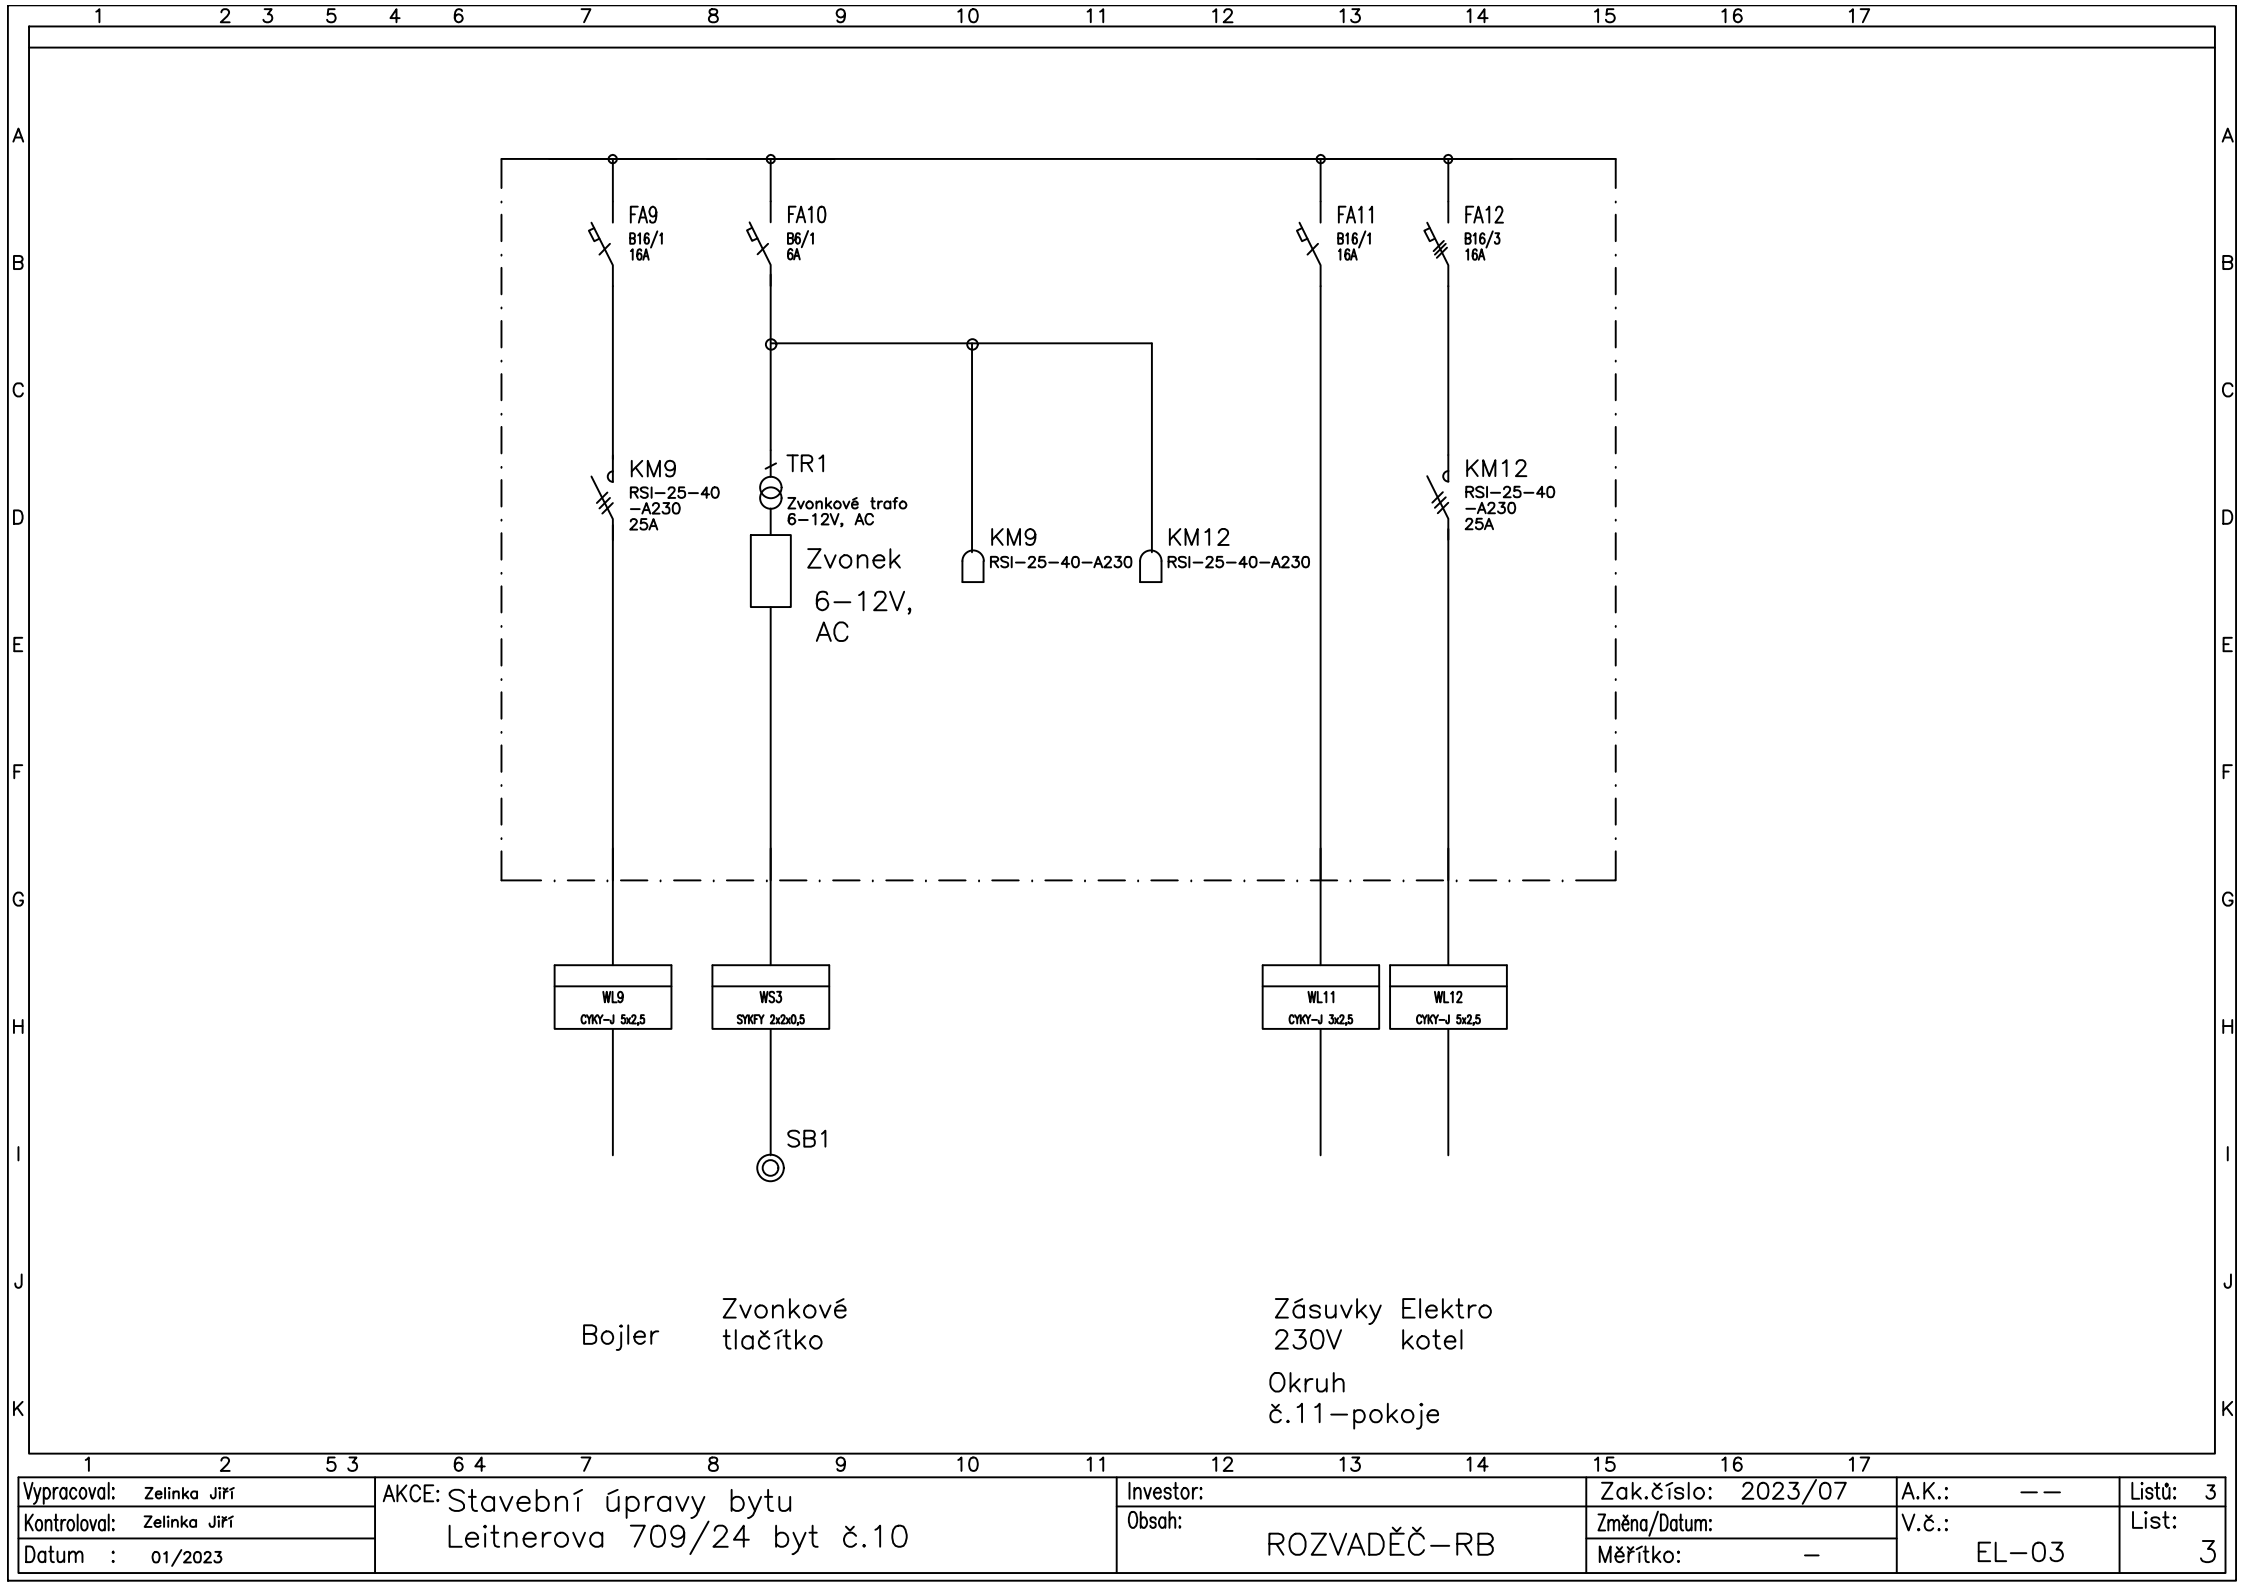 1 2 3 5 4 6 7 8 9 10 11 12 13 14 15 16 17
A A
FA9 FA10 FA11 FA12
B16/1 B6/1 B16/1 B16/3
16A 6A 16A 16A
B B
C C
KM9 TR1 KM12
RSI-25-40 RSI-25-40
-A230 Zvonkové trafo -A230
25A 6-12V, AC 25A
D D
KM9 KM12
Zvonek RSI-25-40-A230 RSI-25-40-A230
6-12V,
AC
E E
F F
G G
WL9 WS3 WL11 WL12
CYKY-J 5x2,5 SYKFY 2x2x0,5 CYKY-J 3x2,5 CYKY-J 5x2,5
H H
SB1
I I
J J
Bojler
Zvonkové
tlačítko
Zásuvky
230V
Okruh
č.11-pokoje
Elektro
kotel
K K
1 2 5 3 6 4 7 8 9 10 11 12 13 14 15 16 17
Vypracoval: Zelinka Jiří
Kontroloval: Zelinka Jiří
Datum : 01/2023
AKCE: Stavební úpravy bytu
Leitnerova 709/24 byt č.10
Investor:
Obsah:
ROZVADĚČ-RB
Zak.číslo: 2023/07
Změna/Datum:
Měřítko: -
A.K.: --
V.č.:
EL-03
Listů: 3
List:
3